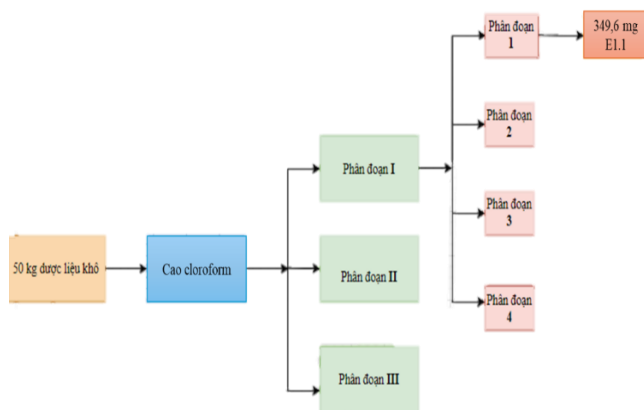 Phân đoạn
1
349,6 mg
E1.1
Phân đoạn
2
Phân đoạn I
Phân đoạn
3
50 kg dược liệu khô
Cao cloroform
Phân đoạn II
Phân đoạn
4
Phân đoạn III